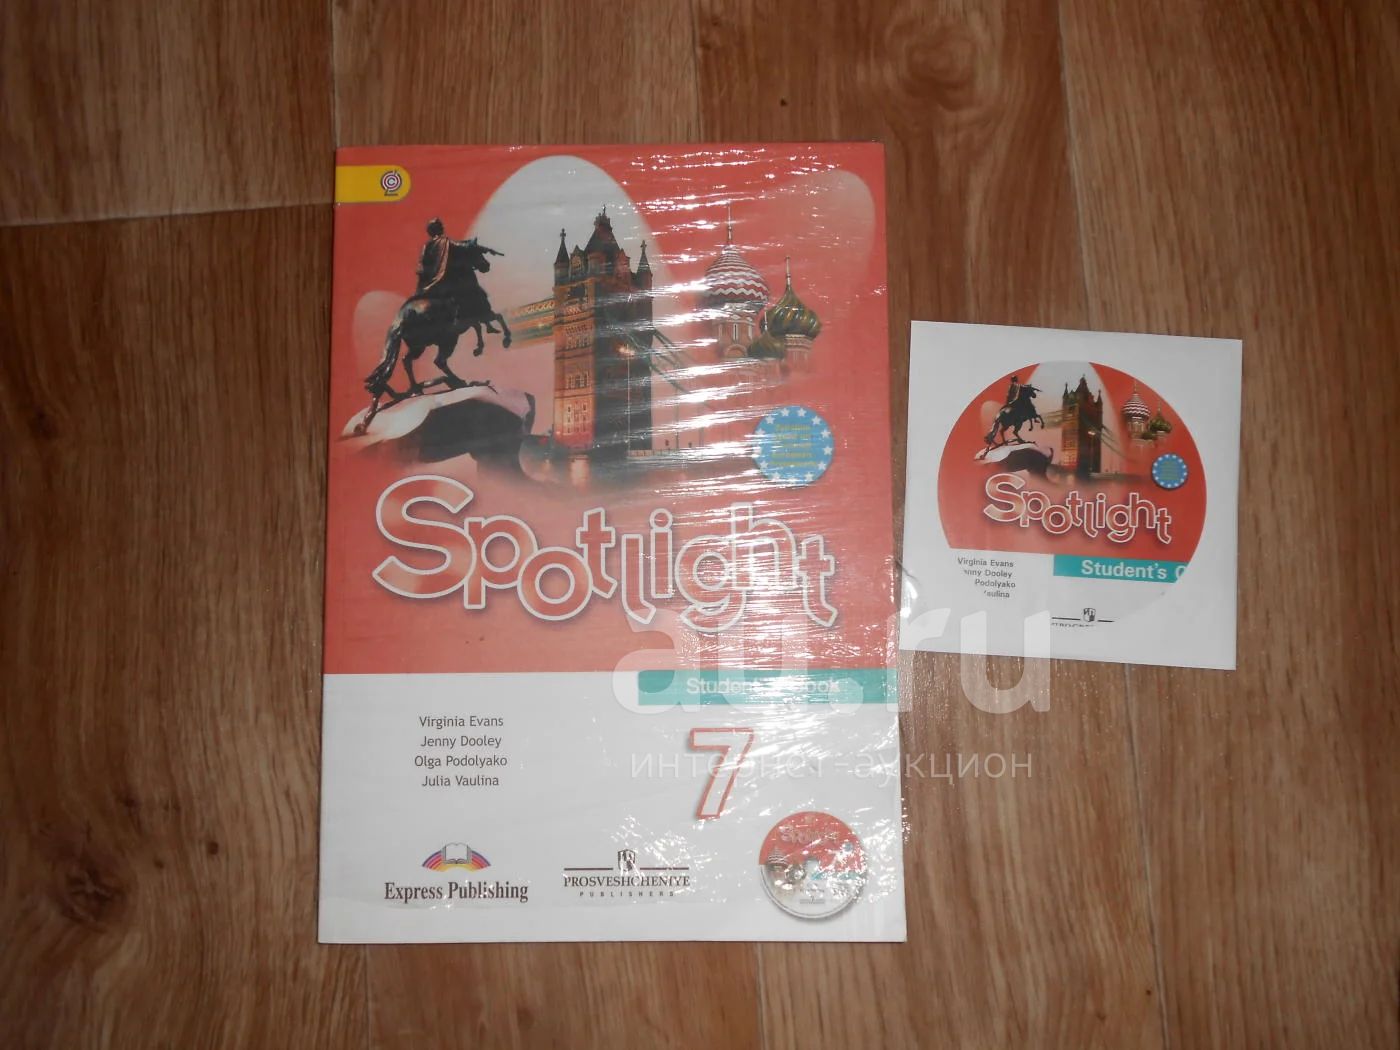 Spotlight
Student's Book
7
Virginia Evans
Jenny Dooley
Olga Podolyako
Julia Vaulina
Express Publishing
PROSVESHCHENIYE
PUBLISHERS
Spotlight
Virginia Evans
nny Dooley
Podolyako
Vaulina
Student's
au.ru
интернет-аукцион